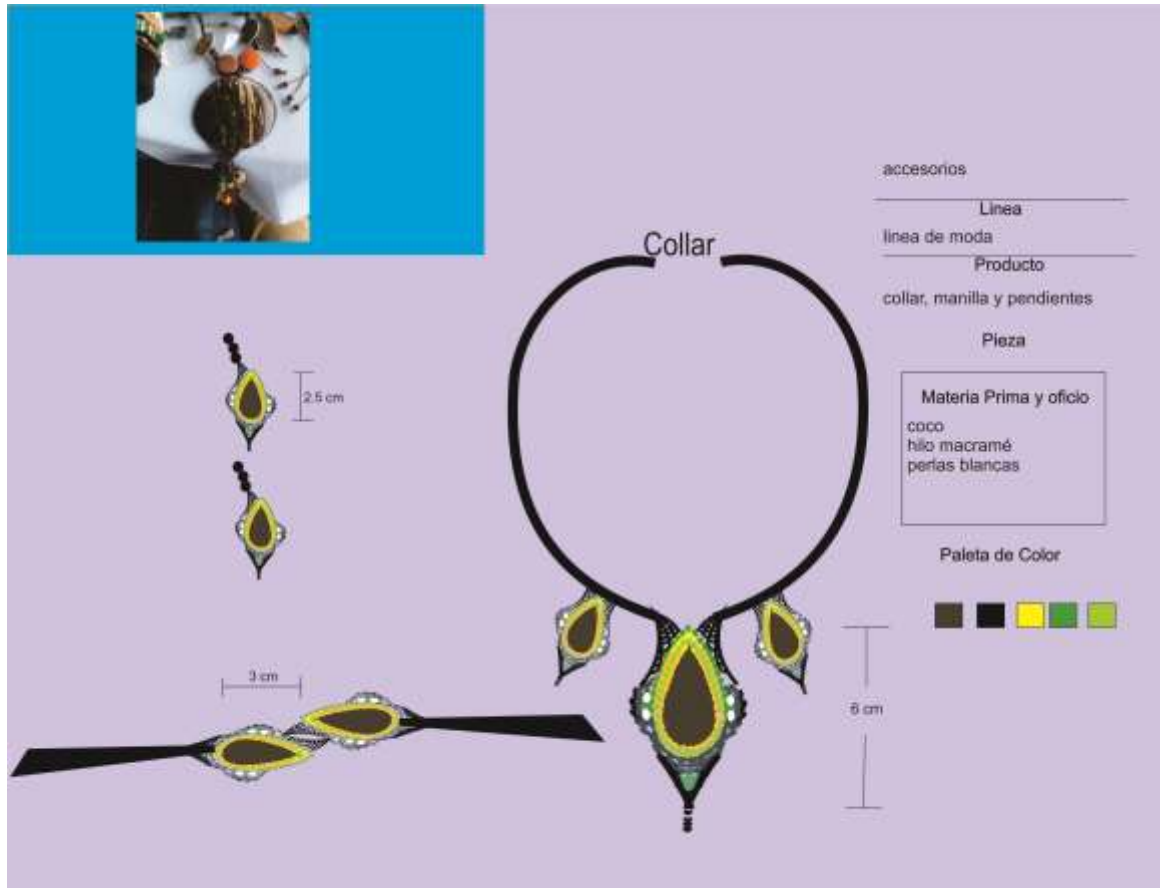 Collar
accesorios
Linea
linea de moda
Producto
collar, manilla y pendientes
Pieza
Materia Prima y oficio
coco
hilo macramé
perlas blancas
Paleta de Color
2.5 cm
3 cm
6 cm